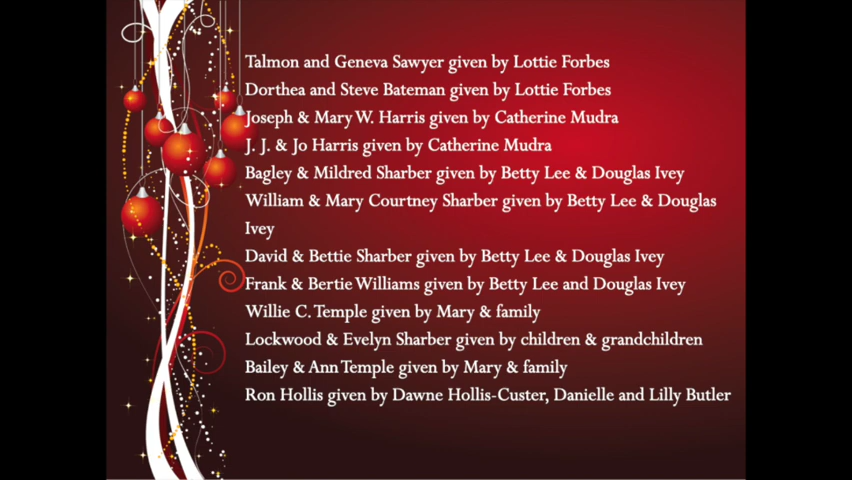 Talmon and Geneva Sawyer given by Lottie Forbes
Dorthea and Steve Bateman given by Lottie Forbes
Joseph & Mary W. Harris given by Catherine Mudra
J. J. & Jo Harris given by Catherine Mudra
Bagley & Mildred Sharber given by Betty Lee & Douglas Ivey
William & Mary Courtney Sharber given by Betty Lee & Douglas
Ivey
David & Bettie Sharber given by Betty Lee & Douglas Ivey
Frank & Bertie Williams given by Betty Lee and Douglas Ivey
Willie C. Temple given by Mary & family
Lockwood & Evelyn Sharber given by children & grandchildren
Bailey & Ann Temple given by Mary & family
Ron Hollis given by Dawne Hollis-Custer, Danielle and Lilly Butler